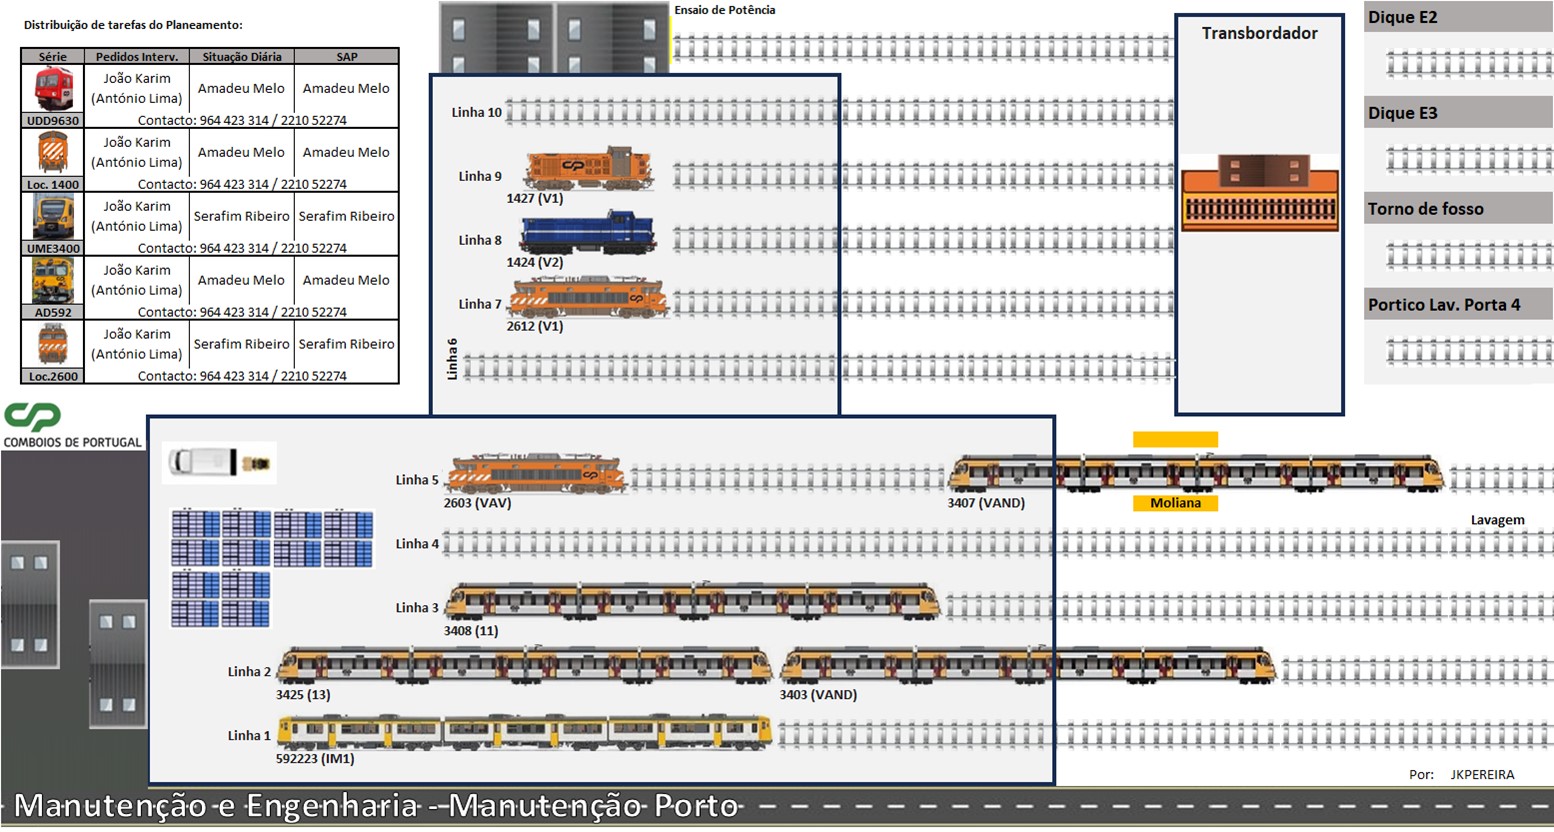 Distribuição de tarefas do Planeamento:
Série Pedidos Interv. Situação Diária SAP
João Karim
(António Lima) Amadeu Melo Amadeu Melo
UDD9630 Contacto: 964 423 314 / 2210 52274
João Karim
(António Lima) Amadeu Melo Amadeu Melo
Loc. 1400 Contacto: 964 423 314 / 2210 52274
João Karim
(António Lima) Serafim Ribeiro Serafim Ribeiro
UME3400 Contacto: 964 423 314 / 2210 52274
João Karim
(António Lima) Amadeu Melo Amadeu Melo
AD592 Contacto: 964 423 314 / 2210 52274
João Karim
(António Lima) Serafim Ribeiro Serafim Ribeiro
Loc.2600 Contacto: 964 423 314 / 2210 52274
CP
COMBOIOS DE PORTUGAL
Ensaio de Potência
Linha 10
Linha 9
1427 (V1)
Linha 8
1424 (V2)
Linha 7
2612 (V1)
Linha 6
Transbordador
Dique E2
Dique E3
Torno de fosso
Portico Lav. Porta 4
Linha 5
2603 (VAV)
3407 (VAND)
Moliana
Lavagem
Linha 4
Linha 3
3408 (11)
Linha 2
3425 (13)
3403 (VAND)
Linha 1
592223 (IM1)
Por: JKPEREIRA
Manutenção e Engenharia - Manutenção Porto